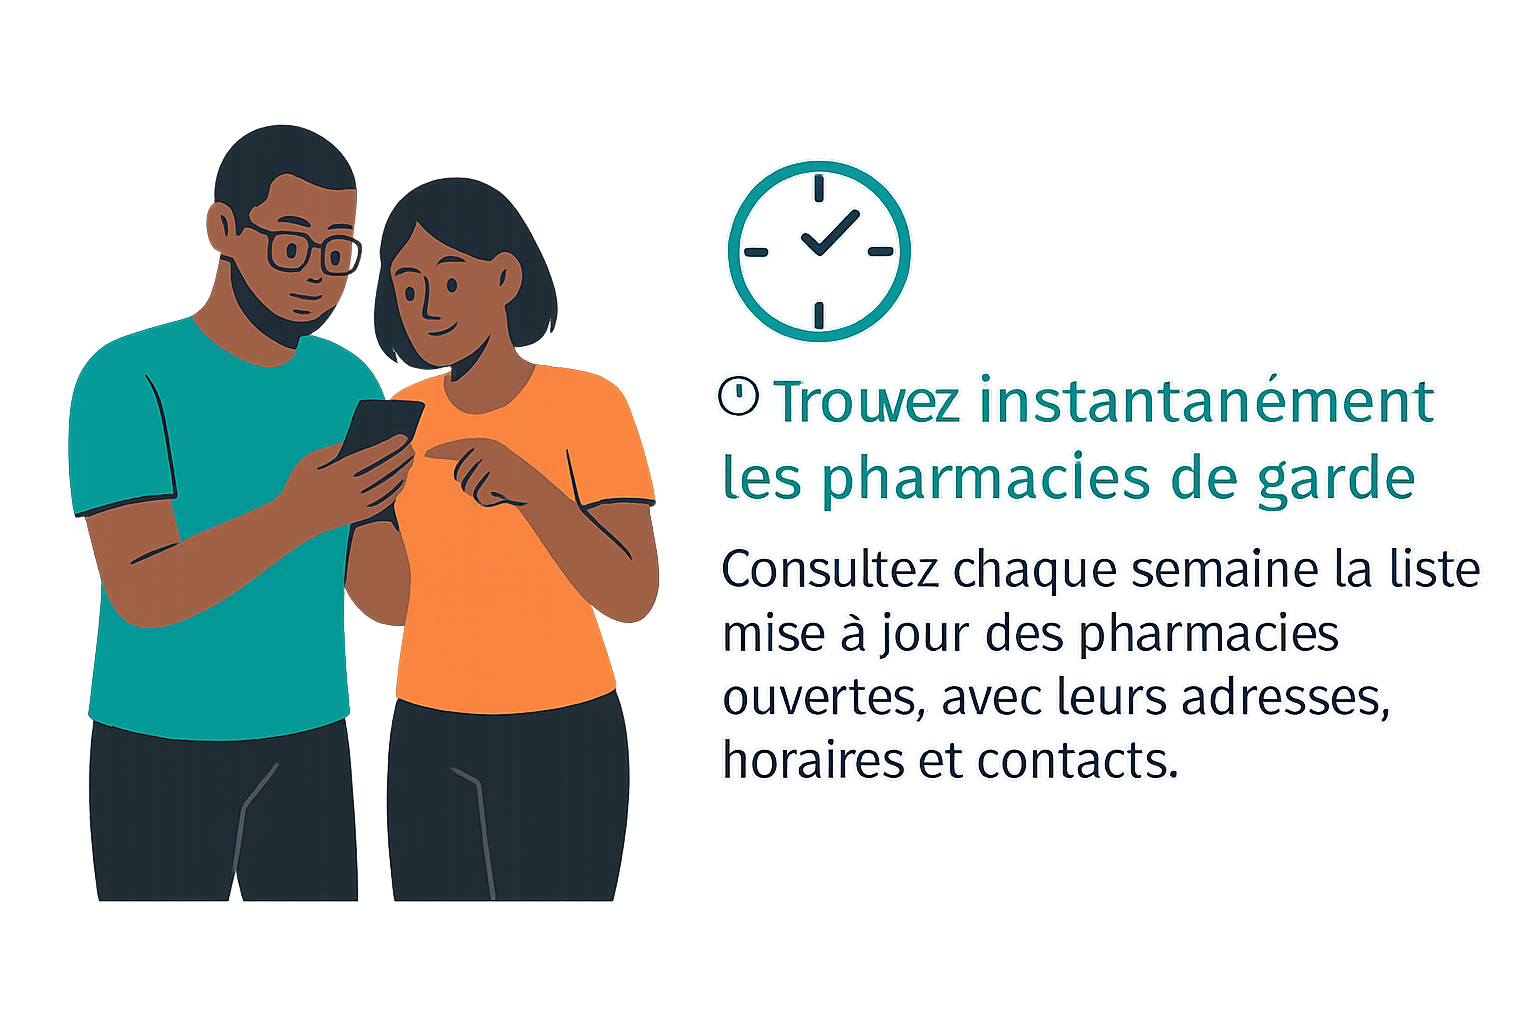 Trouvez instantanément
les pharmacies de garde
Consultez chaque semaine la liste
mise à jour des pharmacies
ouvertes, avec leurs adresses,
horaires et contacts.